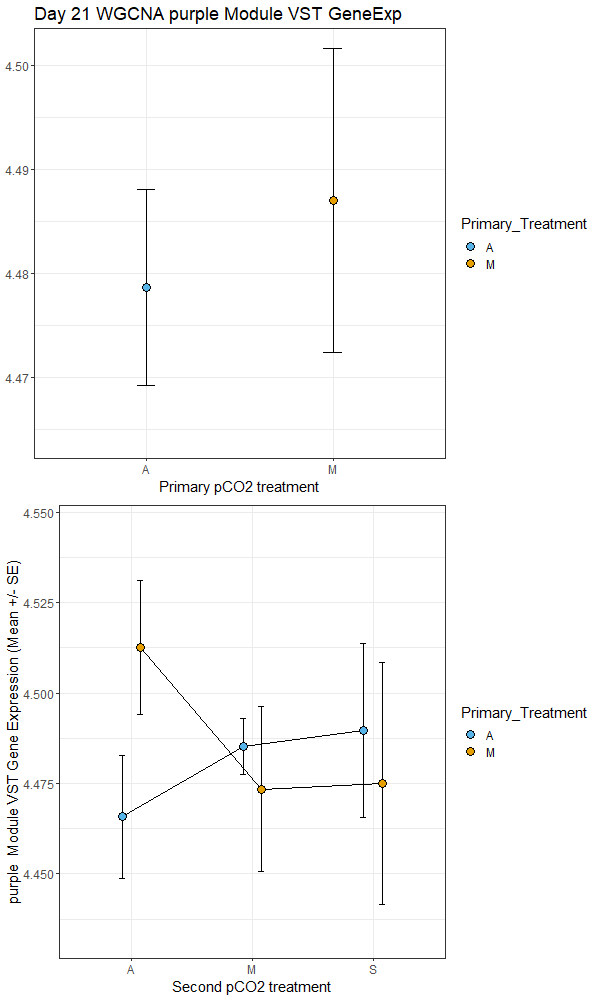 Day 21 WGCNA purple Module VST GeneExp
4.50
4.49
4.48
4.47
A
M
Primary pCO2 treatment
Primary_Treatment
A
M
4.550
4.525
4.500
4.475
4.450
purple  Module VST Gene Expression (Mean +/- SE)
A
M
S
Second pCO2 treatment
Primary_Treatment
A
M